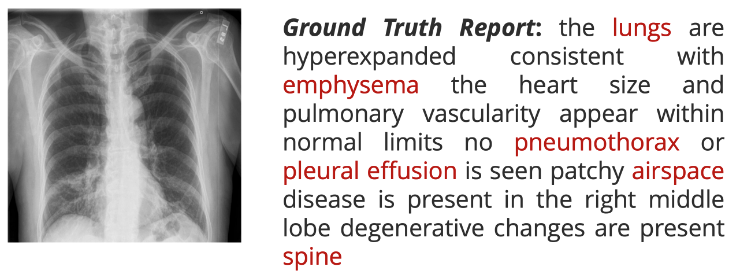 Ground Truth Report: the lungs are
hyperexpanded consistent with
emphysema the heart size and
pulmonary vascularity appear within
normal limits no pneumothorax or
pleural effusion is seen patchy airspace
disease is present in the right middle
lobe degenerative changes are present
spine